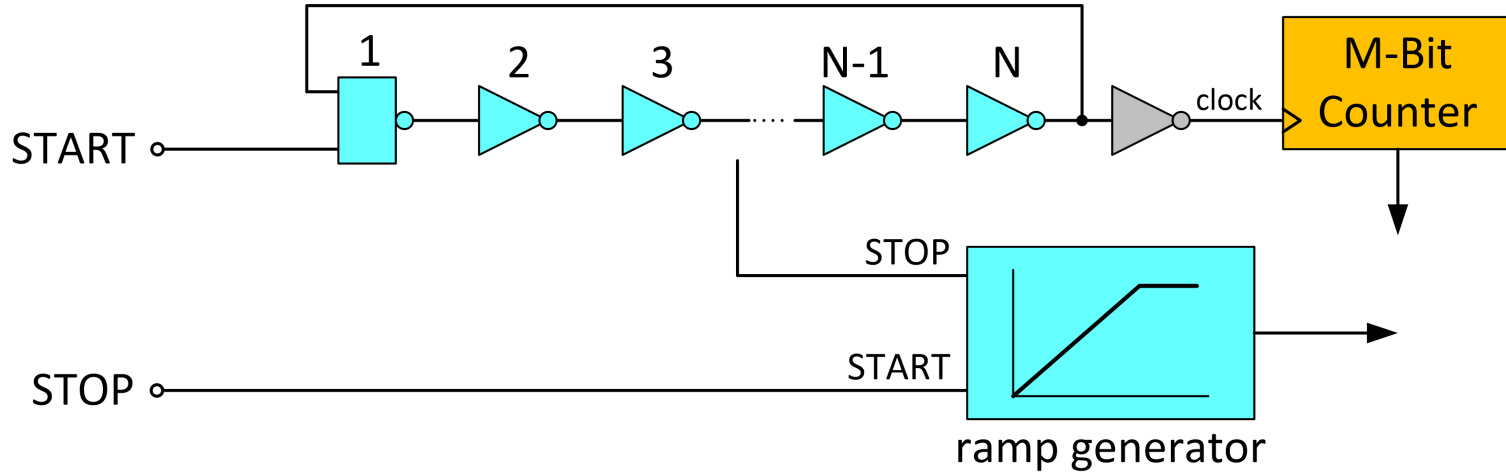 1
2
3
N-1
N
M-Bit
Counter
clock
START
STOP
START
STOP
ramp generator